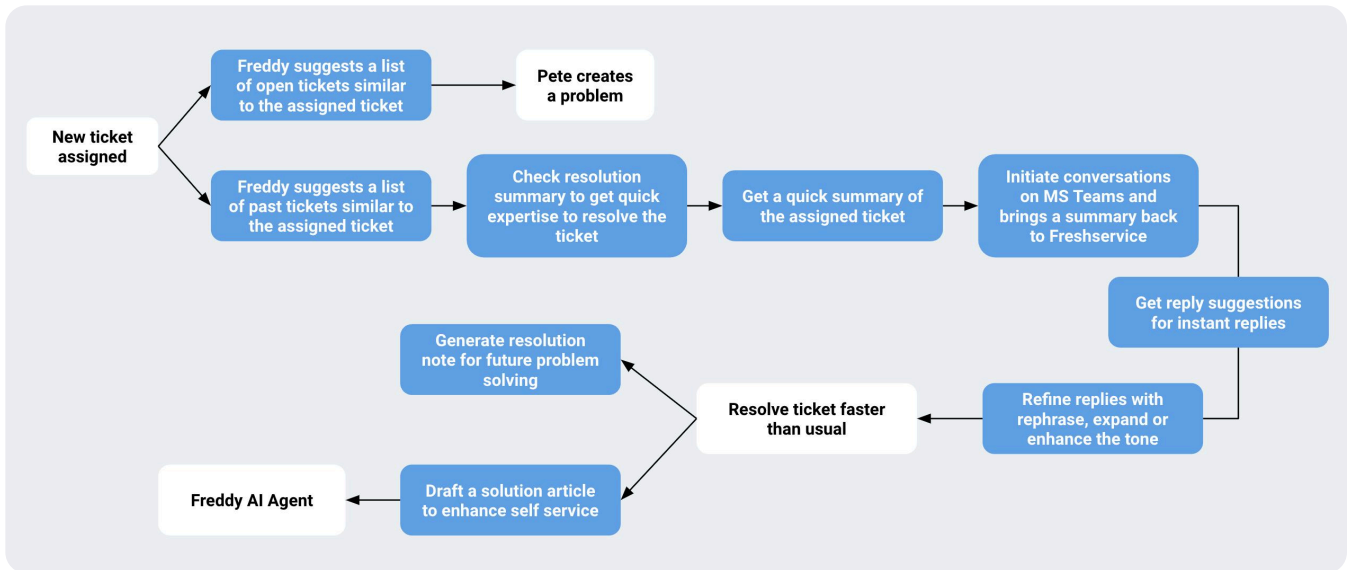 Freddy suggests a list
of open tickets similar
to the assigned ticket
Pete creates
a problem
New ticket
assigned
Freddy suggests a list
of past tickets similar to
the assigned ticket
Check resolution
summary to get quick
expertise to resolve the
ticket
Get a quick summary of
the assigned ticket
Initiate conversations
on MS Teams and
brings a summary back
to Freshservice
Get reply suggestions
for instant replies
Generate resolution
note for future problem
solving
Resolve ticket faster
than usual
Refine replies with
rephrase, expand or
enhance the tone
Freddy AI Agent
Draft a solution article
to enhance self service